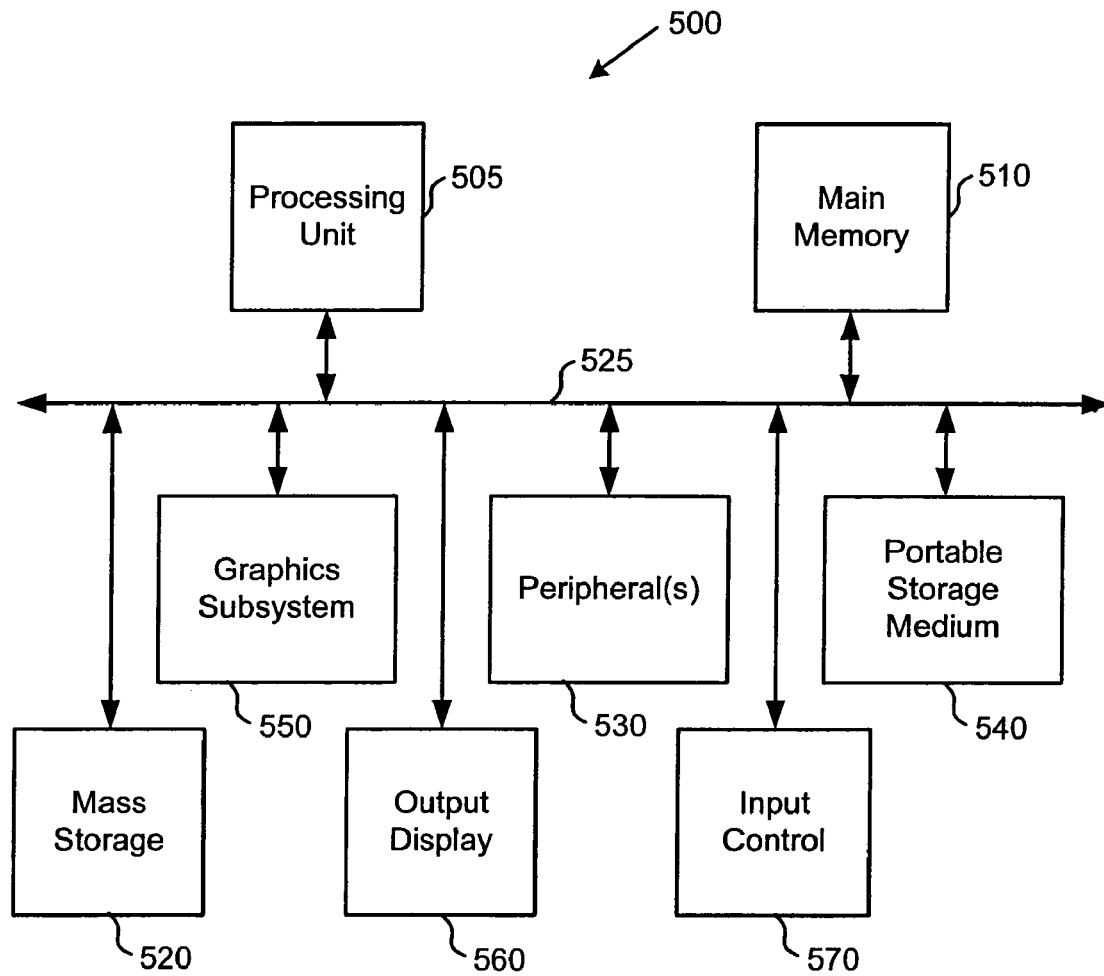 500
Processing
Unit
505
Main
Memory
510
525
Graphics
Subsystem
550
Peripheral(s)
530
Portable
Storage
Medium
540
Mass
Storage
520
Output
Display
560
Input
Control
570